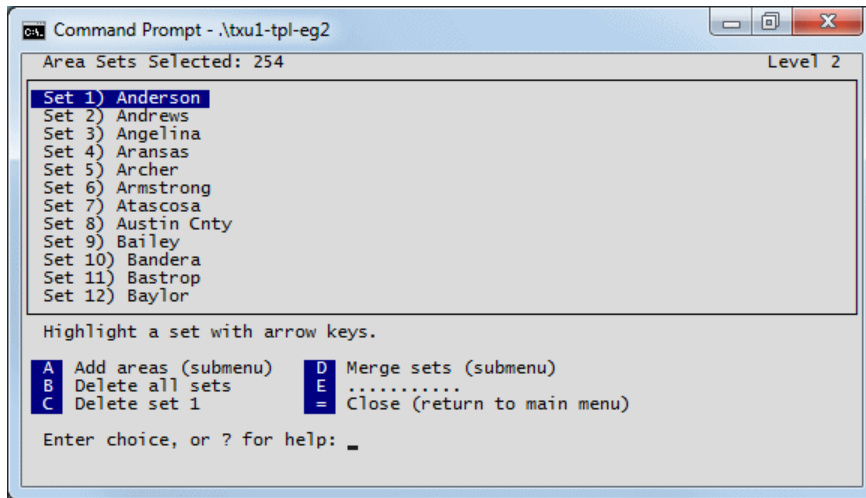 Command Prompt - .\txu1-tpl-eg2
Area Sets Selected: 254 Level 2
Set 1) Anderson
Set 2) Andrews
Set 3) Angelina
Set 4) Aransas
Set 5) Archer
Set 6) Armstrong
Set 7) Atascosa
Set 8) Austin Cnty
Set 9) Bailey
Set 10) Bandera
Set 11) Bastrop
Set 12) Baylor
Highlight a set with arrow keys.
A Add areas (submenu) D Merge sets (submenu)
B Delete all sets E ...........
C Delete set 1 = Close (return to main menu)
Enter choice, or ? for help: _